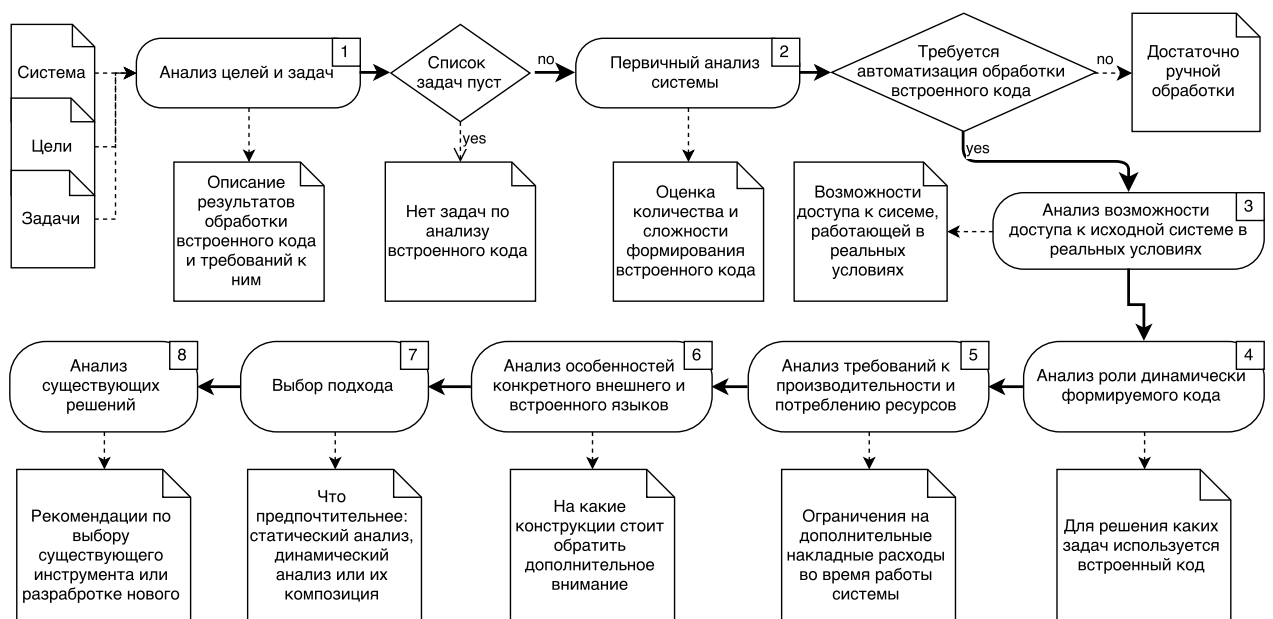 Система
Цели
Задачи
1
Анализ целей и задач
Описание
результатов
обработки
встроенного кода
и требований к
ним
Список
задач пуст
no
yes
Нет задач по
анализу
встроенного кода
2
Первичный анализ
системы
Оценка
количества и
сложности
формирования
встроенного кода
Требуется
автоматизация обработки
встроенного кода
no
Достаточно
ручной
обработки
yes
3
Анализ возможности
доступа к исходной системе в
реальных условиях
Возможности
доступа к сисеме,
работающей в
реальных
условиях
4
Анализ роли динамически
формируемого кода
Для решения каких
задач используется
встроенный код
5
Анализ требований к
производительности и
потреблению ресурсов
Ограничения на
дополнительные
накладные расходы
во время работы
системы
6
Анализ особенностей
конкретного внешнего и
встроенного языков
На какие
конструкции стоит
обратить
дополнительное
внимание
7
Выбор подхода
Что
предпочтительнее:
статический анализ,
динамический
анализ или их
композиция
8
Анализ
существующих
решений
Рекомендации по
выбору
существующего
инструмента или
разрабротке нового